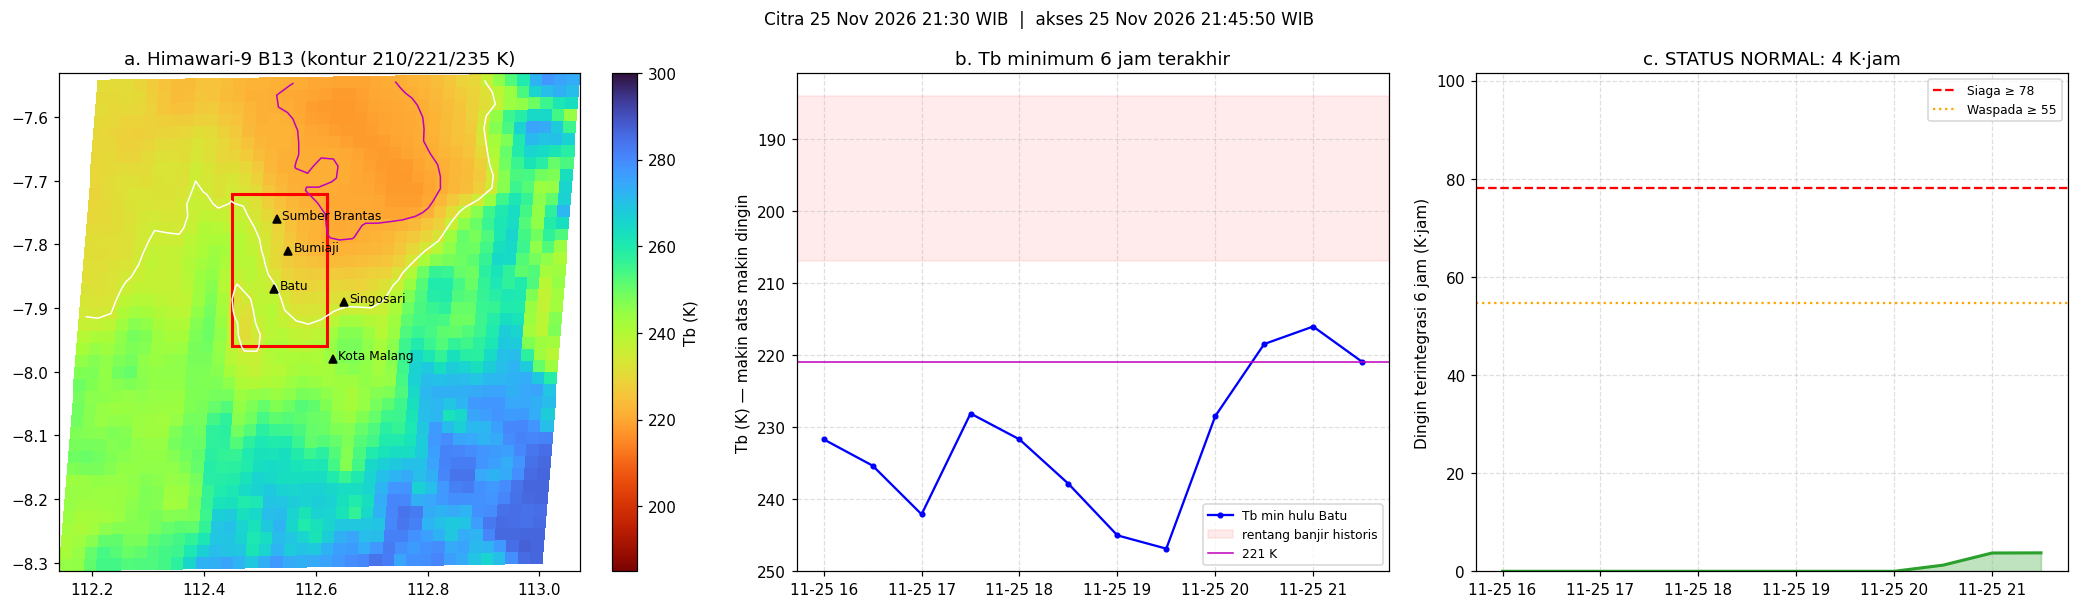 Citra 25 Nov 2026 21:30 WIB | akses 25 Nov 2026 21:45:50 WIB
a. Himawari-9 B13 (kontur 210/221/235 K)
−7.6
−7.7
−7.8
−7.9
−8.0
−8.1
−8.2
−8.3
112.2
112.4
112.6
112.8
113.0
Sumber Brantas
Bumiaji
Batu
Singosari
Kota Malang
300
280
260
240
220
200
Tb (K)
b. Tb minimum 6 jam terakhir
Tb (K) — makin atas makin dingin
190
200
210
220
230
240
250
11-25 16
11-25 17
11-25 18
11-25 19
11-25 20
11-25 21
Tb min hulu Batu
rentang banjir historis
221 K
c. STATUS NORMAL: 4 K·jam
Dingin terintegrasi 6 jam (K·jam)
100
80
60
40
20
0
11-25 16
11-25 17
11-25 18
11-25 19
11-25 20
11-25 21
Siaga ≥ 78
Waspada ≥ 55